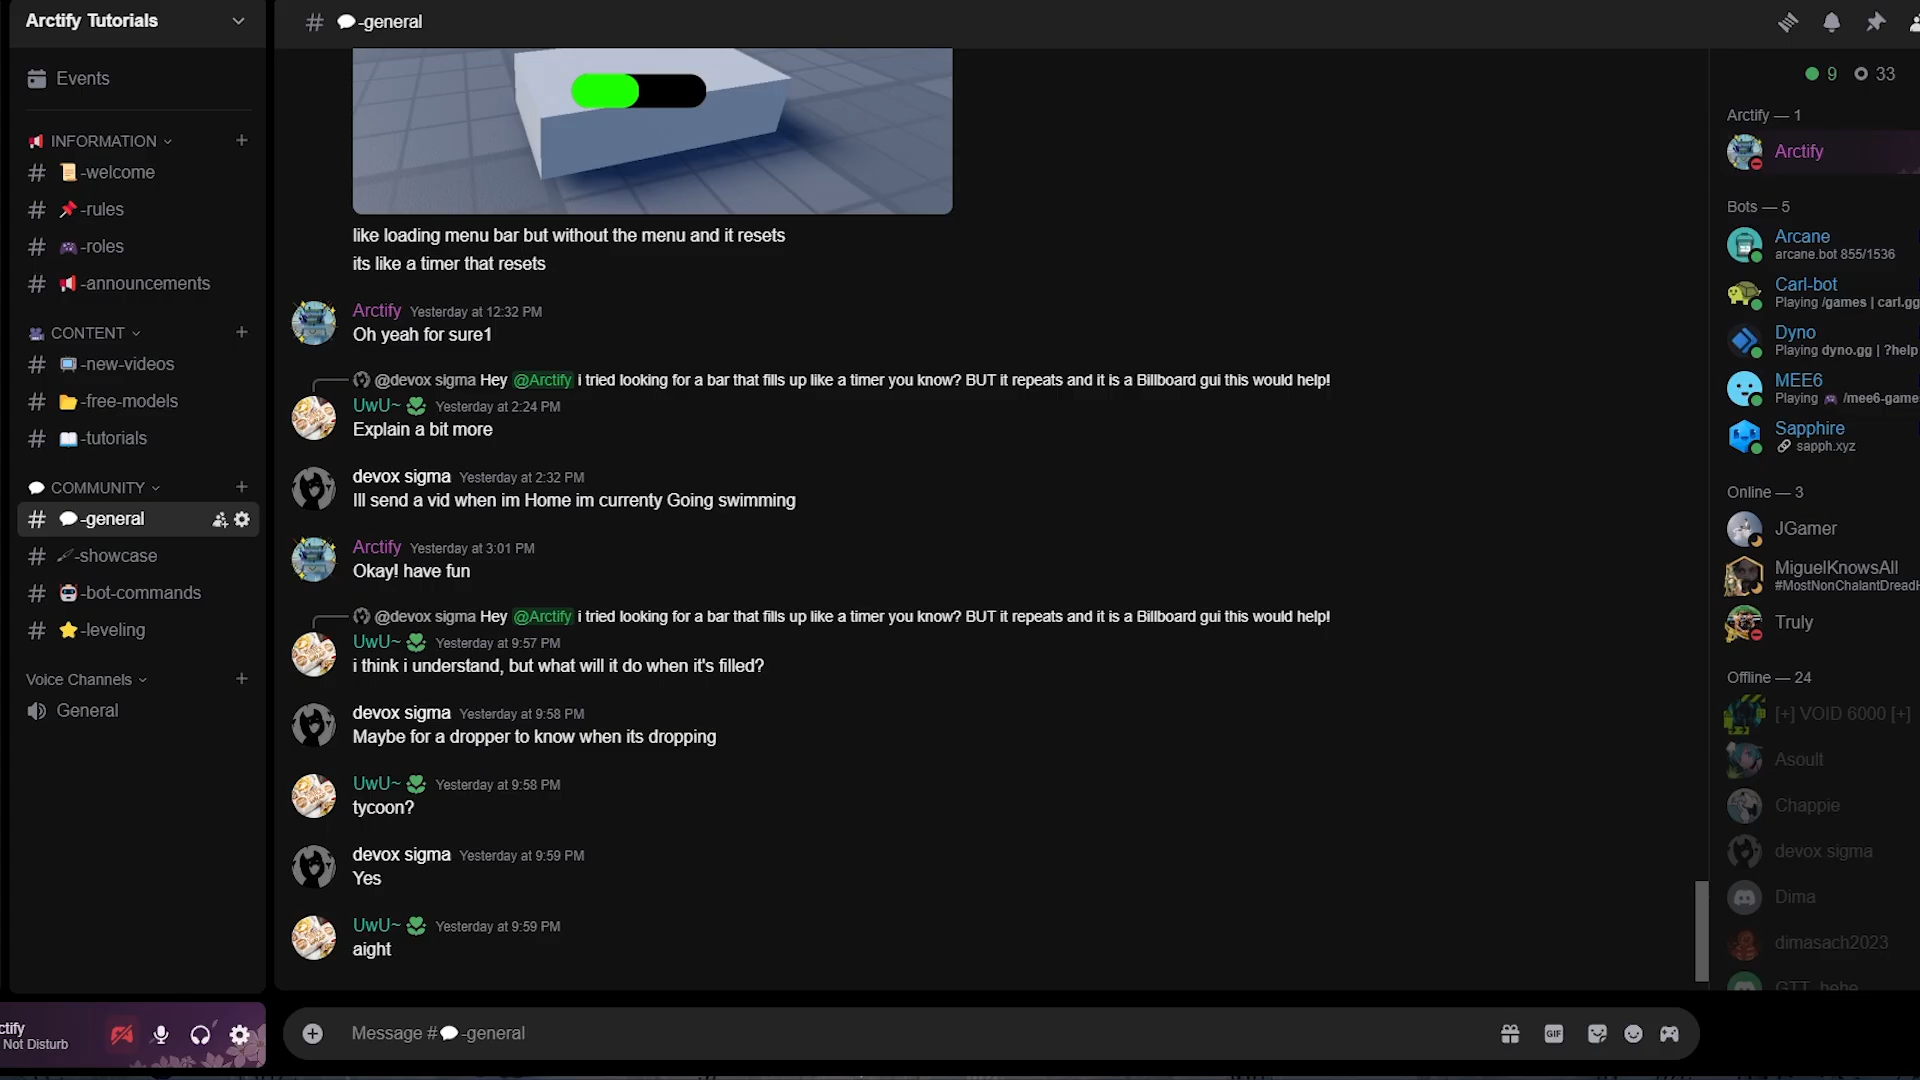 Arctify Tutorials
Events
INFORMATION
-welcome
-rules
-roles
-announcements
CONTENT
-new-videos
-free-models
-tutorials
COMMUNITY
-general
-showcase
-bot-commands
-leveling
Voice Channels
General
ctify
Not Disturb
# -general
like loading menu bar but without the menu and it resets
its like a timer that resets
Arctify Yesterday at 12:32 PM
Oh yeah for sure1
@devox sigma Hey @Arctify i tried looking for a bar that fills up like a timer you know? BUT it repeats and it is a Billboard gui this would help!
UwU~ Yesterday at 2:24 PM
Explain a bit more
devox sigma Yesterday at 2:32 PM
Ill send a vid when im Home im currenty Going swimming
Arctify Yesterday at 3:01 PM
Okay! have fun
@devox sigma Hey @Arctify i tried looking for a bar that fills up like a timer you know? BUT it repeats and it is a Billboard gui this would help!
UwU~ Yesterday at 9:57 PM
i think i understand, but what will it do when it's filled?
devox sigma Yesterday at 9:58 PM
Maybe for a dropper to know when its dropping
UwU~ Yesterday at 9:58 PM
tycoon?
devox sigma Yesterday at 9:59 PM
Yes
UwU~ Yesterday at 9:59 PM
aight
Message # -general
GIF
9 33
Arctify — 1
Arctify
Bots — 5
Arcane
arcane.bot 855/1536
Carl-bot
Playing /games | carl.gg
Dyno
Playing dyno.gg | ?help
MEE6
Playing /mee6-game
Sapphire
sapph.xyz
Online — 3
JGamer
MiguelKnowsAll
#MostNonChalantDreadH
Truly
Offline — 24
[+] VOID 6000 [+]
Asoult
Chappie
devox sigma
Dima
dimasach2023
GTT_hehe